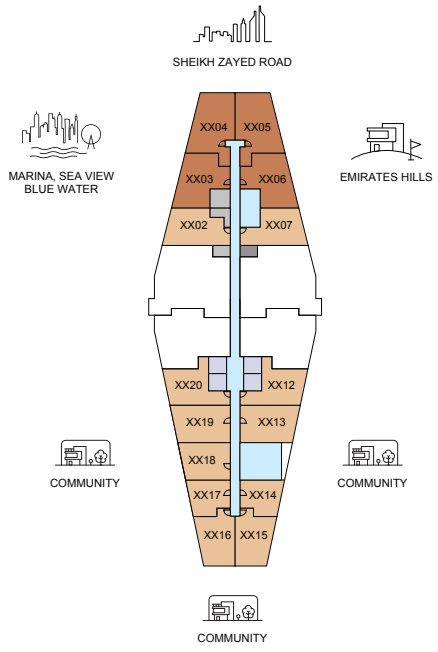 SHEIKH ZAYED ROAD
MARINA, SEA VIEW
BLUE WATER
EMIRATES HILLS
XX04 XX05
XX03 XX06
XX02 XX07
XX20 XX12
XX19 XX13
XX18
XX17 XX14
XX16 XX15
COMMUNITY
COMMUNITY
COMMUNITY